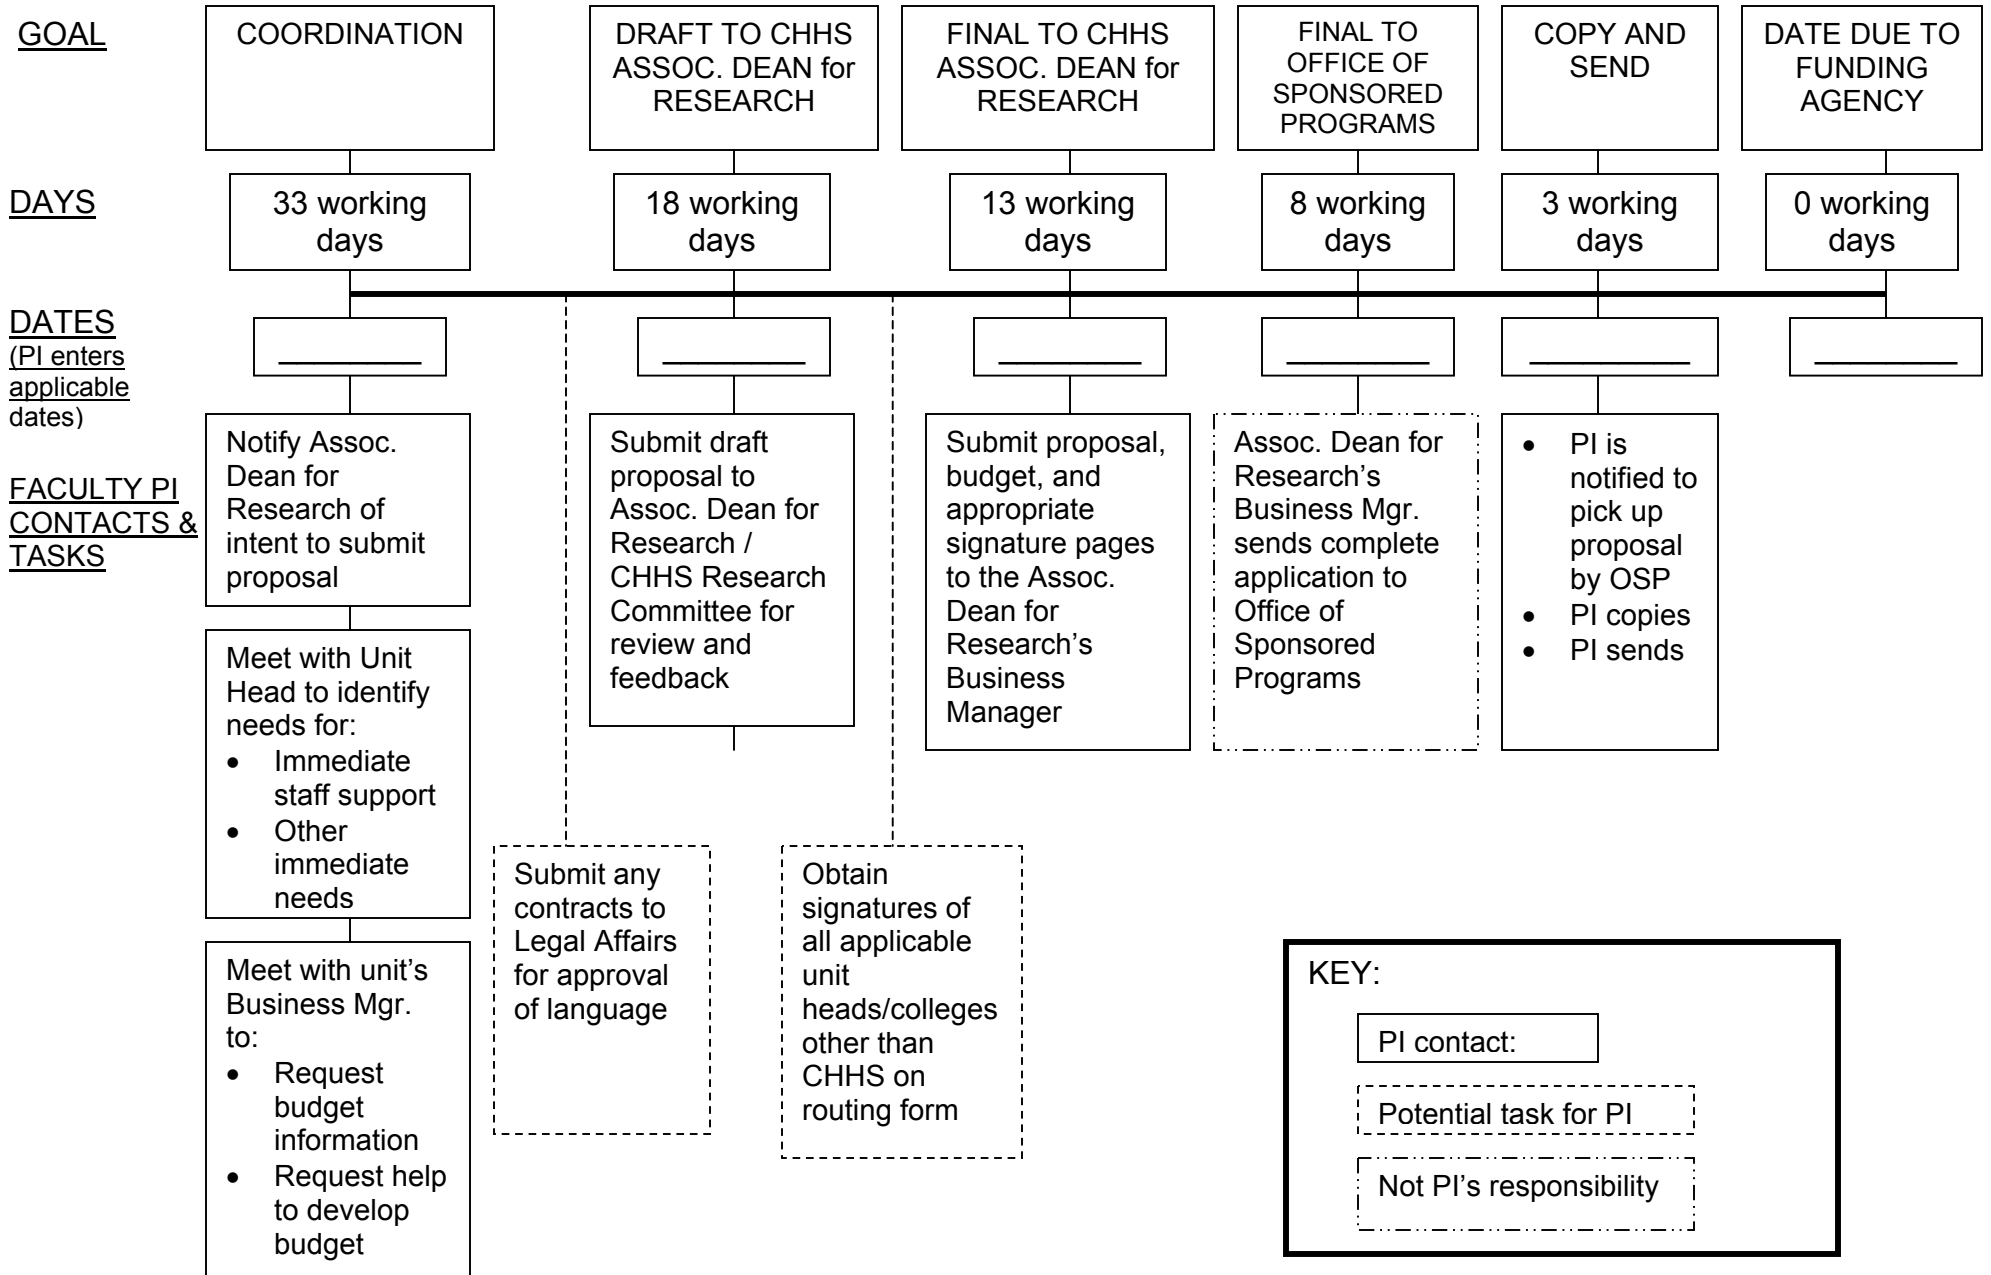 GOAL
COORDINATION
DRAFT TO CHHS
ASSOC. DEAN for
RESEARCH
FINAL TO CHHS
ASSOC. DEAN for
RESEARCH
FINAL TO
OFFICE OF
SPONSORED
PROGRAMS
COPY AND
SEND
DATE DUE TO
FUNDING
AGENCY
DAYS
33 working
days
18 working
days
13 working
days
8 working
days
3 working
days
0 working
days
DATES
(PI enters
applicable
dates)
FACULTY PI
CONTACTS &
TASKS
Notify Assoc.
Dean for
Research of
intent to submit
proposal
Meet with Unit
Head to identify
needs for:
• Immediate
staff support
• Other
immediate
needs
Meet with unit’s
Business Mgr.
to:
• Request
budget
information
• Request help
to develop
budget
Submit any
contracts to
Legal Affairs
for approval
of language
Submit draft
proposal to
Assoc. Dean for
Research /
CHHS Research
Committee for
review and
feedback
Obtain
signatures of
all applicable
unit
heads/colleges
other than
CHHS on
routing form
Submit proposal,
budget, and
appropriate
signature pages
to the Assoc.
Dean for
Research’s
Business
Manager
Assoc. Dean for
Research’s
Business Mgr.
sends complete
application to
Office of
Sponsored
Programs
• PI is
notified to
pick up
proposal
by OSP
• PI copies
• PI sends
KEY:
PI contact:
Potential task for PI
Not PI’s responsibility